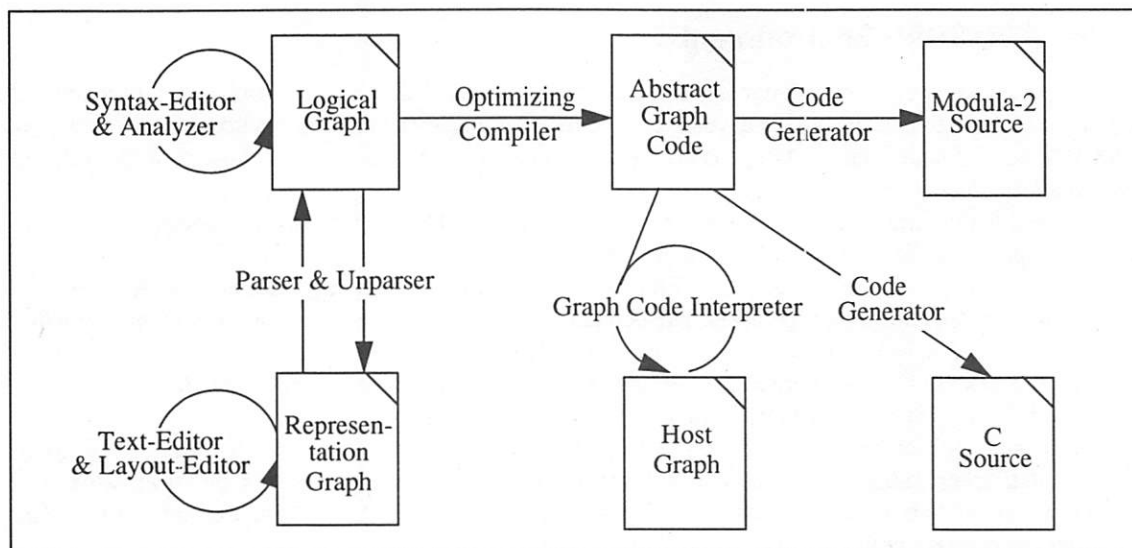 Syntax-Editor
& Analyzer
Logical
Graph
Optimizing
Compiler
Abstract
Graph
Code
Code
Generator
Modula-2
Source
Parser & Unparser
Graph Code Interpreter
Code
Generator
Text-Editor
& Layout-Editor
Represen-
tation
Graph
Host
Graph
C
Source